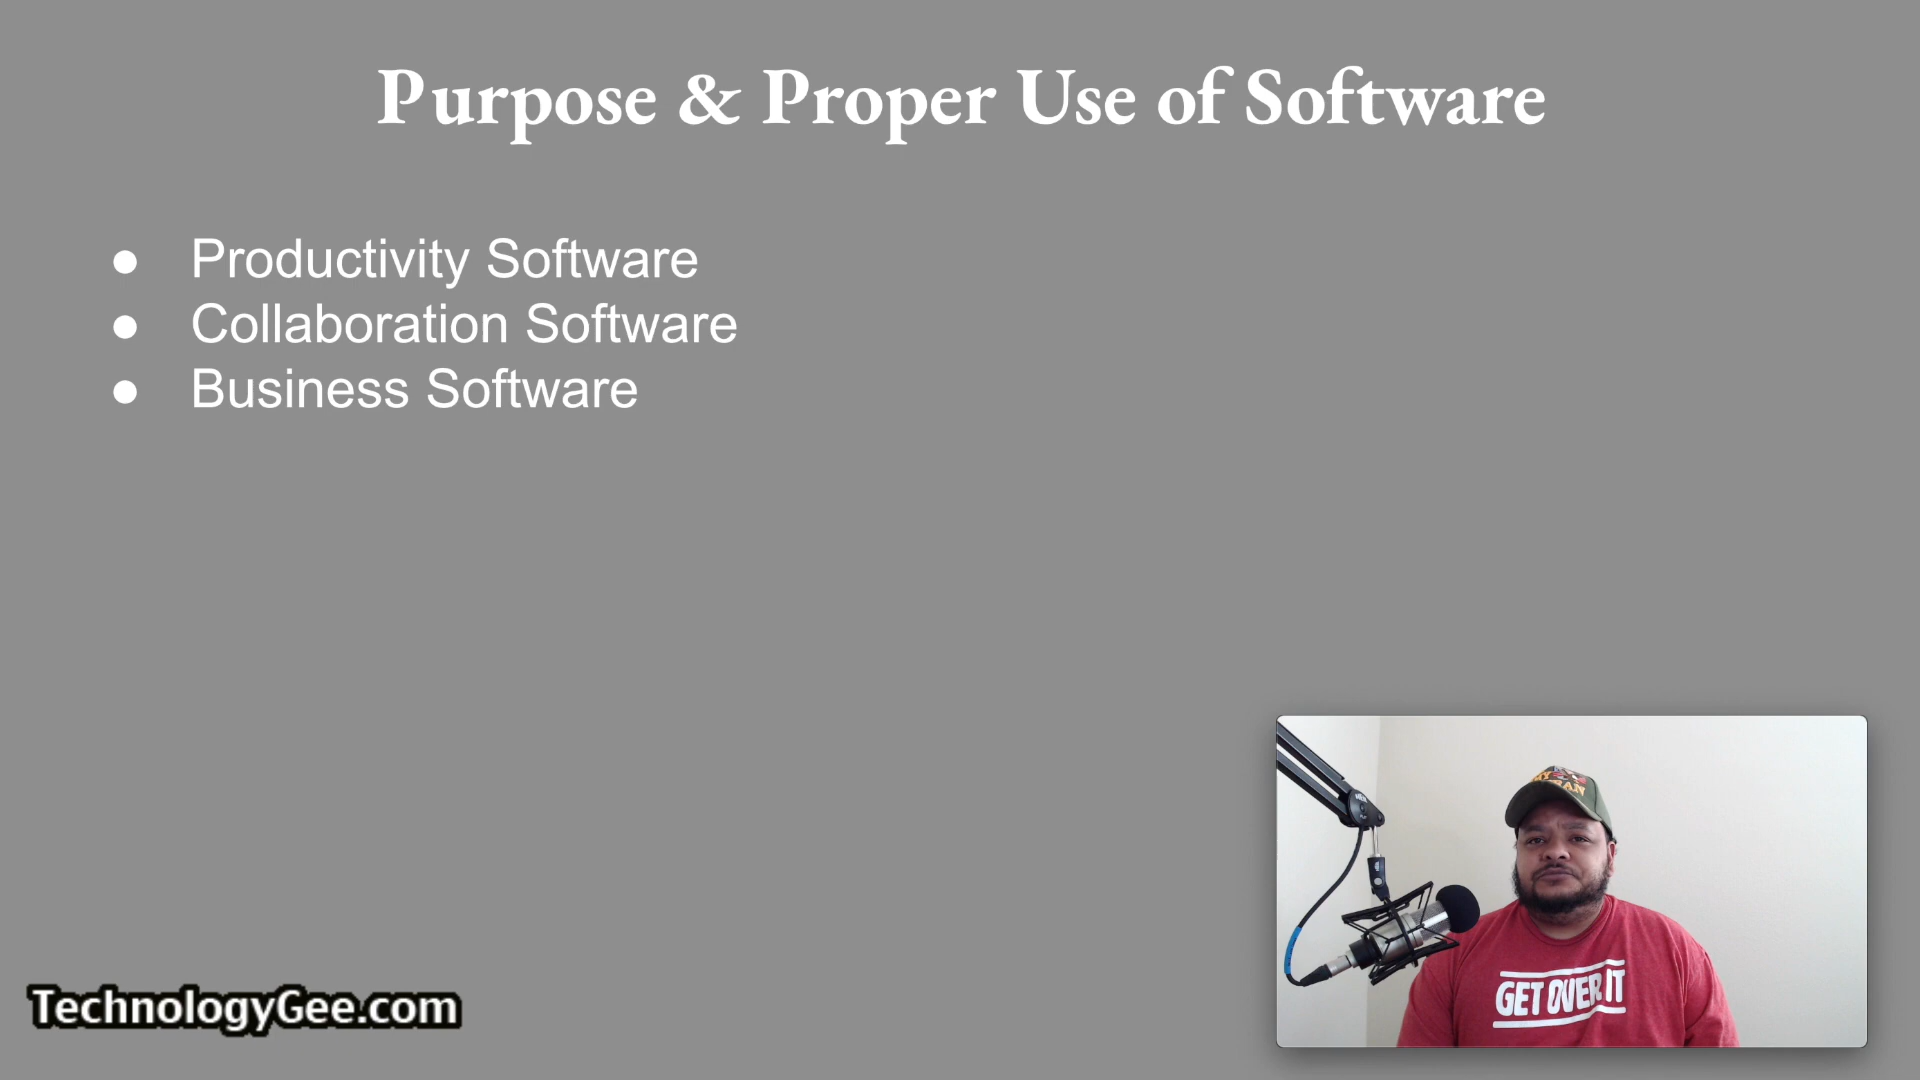 Purpose & Proper Use of Software
● Productivity Software
● Collaboration Software
● Business Software
GET OVER IT
TechnologyGee.com